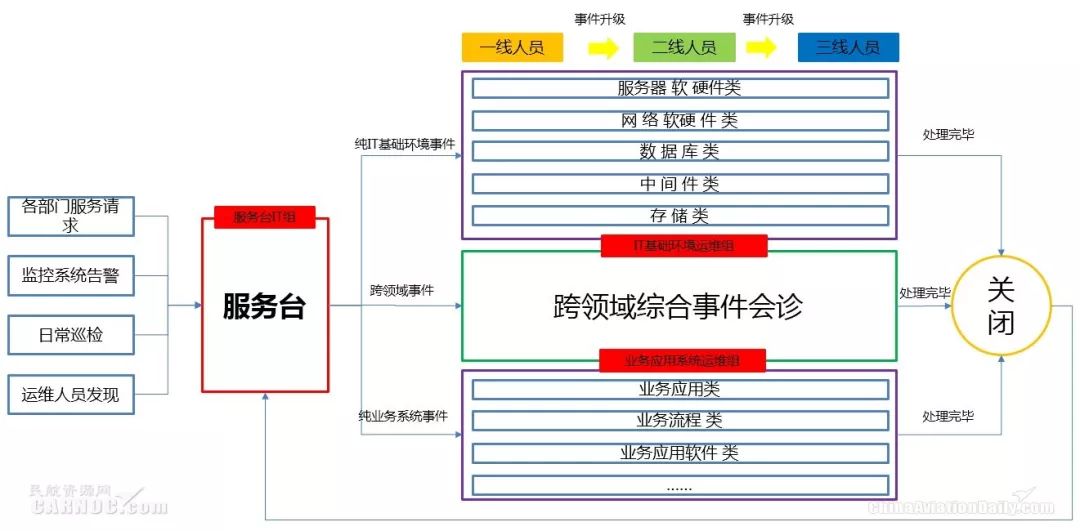 事件升级
事件升级
一线人员
二线人员
三线人员
服务器 软 硬件类
网 络 软硬 件 类
数 据 库 类
中 间 件 类
存 储 类
纯IT基础环境事件
处理完毕
各部门服务请
求
监控系统告警
日常巡检
运维人员发现
服务台IT组
服务台
IT基础环境运维组
跨领域事件
跨领域综合事件会诊
处理完毕
关
闭
业务应用系统运维组
纯业务系统事件
业务应用类
业务流程 类
业务应用软件 类
......
处理完毕
民航资源网
CARNOC.com
ChinaAviationDaily.com